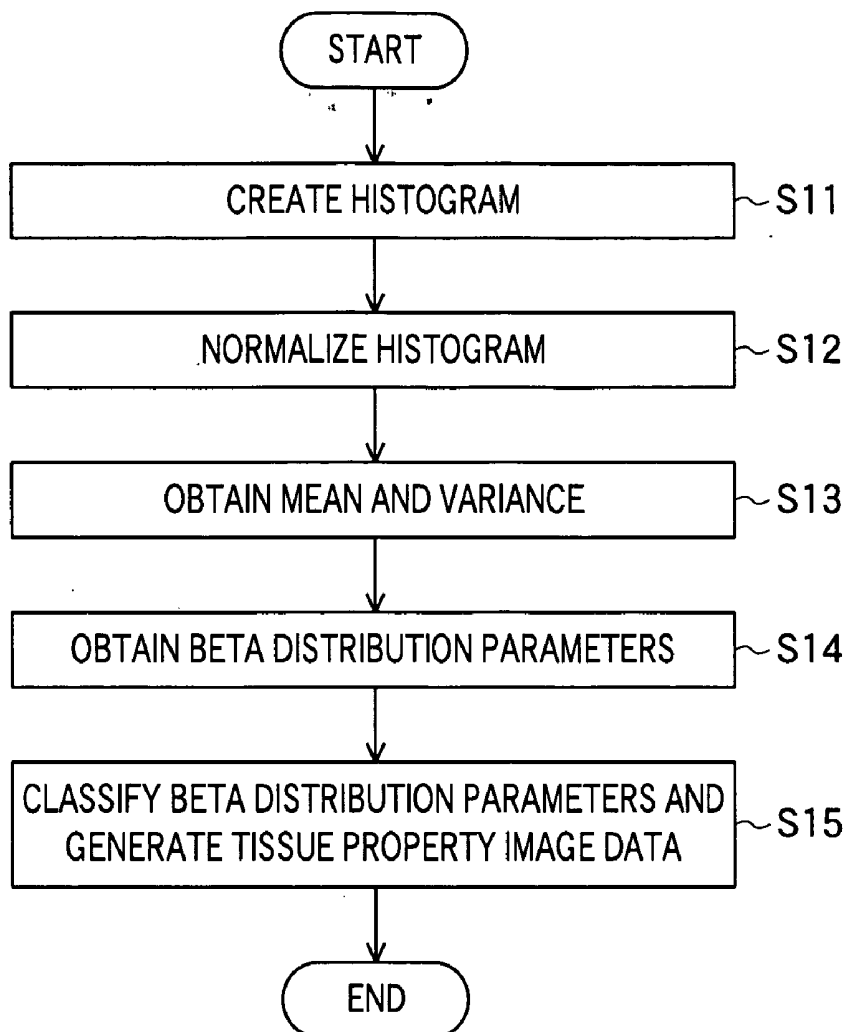 START
CREATE HISTOGRAM
S11
NORMALIZE HISTOGRAM
S12
OBTAIN MEAN AND VARIANCE
S13
OBTAIN BETA DISTRIBUTION PARAMETERS
S14
CLASSIFY BETA DISTRIBUTION PARAMETERS AND
GENERATE TISSUE PROPERTY IMAGE DATA
S15
END